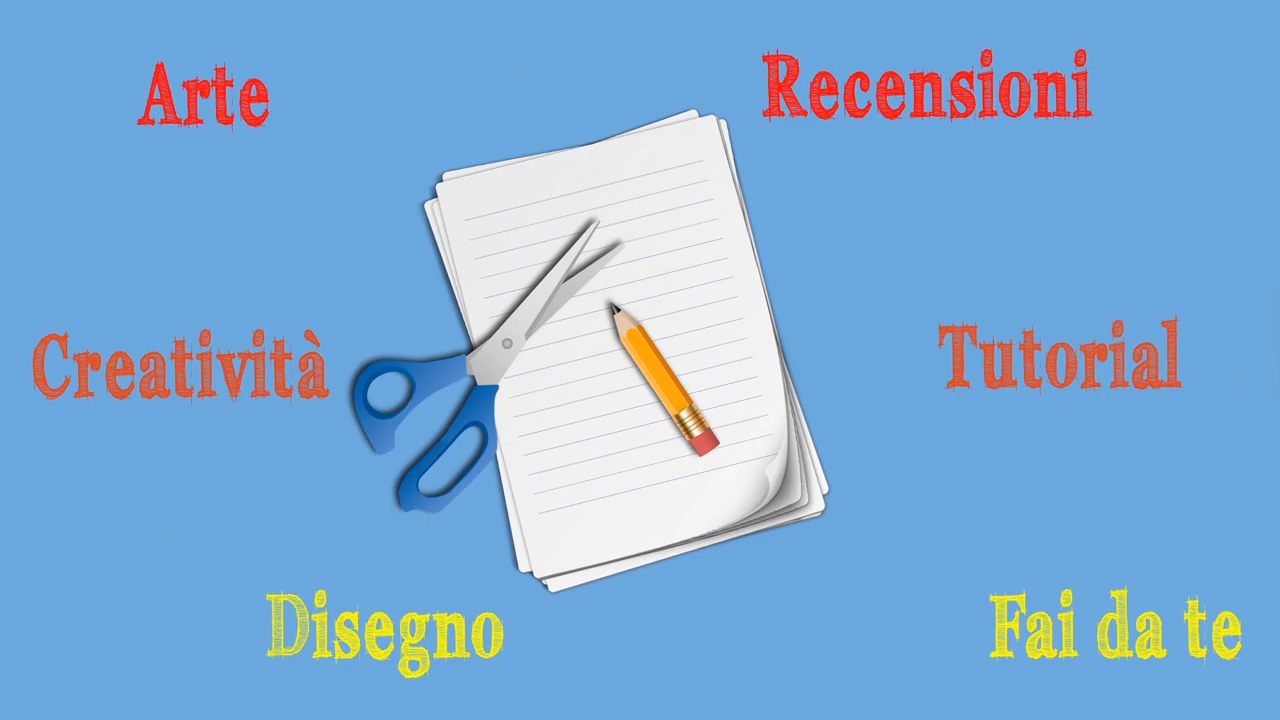 Arte
Recensioni
Creatività
Tutorial
Disegno
Fai da te